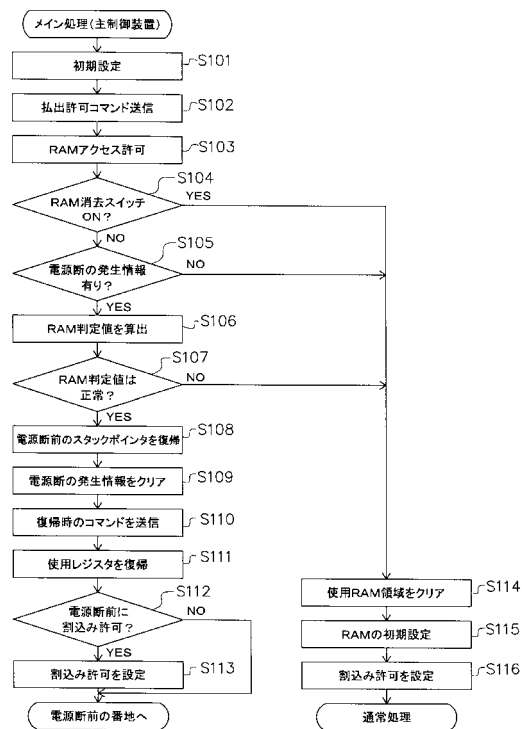 メイン処理(主制御装置)
初期設定
S101
払出許可コマンド送信
S102
RAMアクセス許可
S103
S104
RAM消去スイッチ
ON?
YES
NO
S105
電源断の発生情報
有り?
NO
YES
RAM判定値を算出
S106
S107
RAM判定値は
正常?
NO
YES
電源断前のスタックポインタを復帰
S108
電源断の発生情報をクリア
S109
復帰時のコマンドを送信
S110
使用レジスタを復帰
S111
S112
電源断前に
割込み許可?
NO
YES
割込み許可を設定
S113
電源断前の番地へ
使用RAM領域をクリア
S114
RAMの初期設定
S115
割込み許可を設定
S116
通常処理